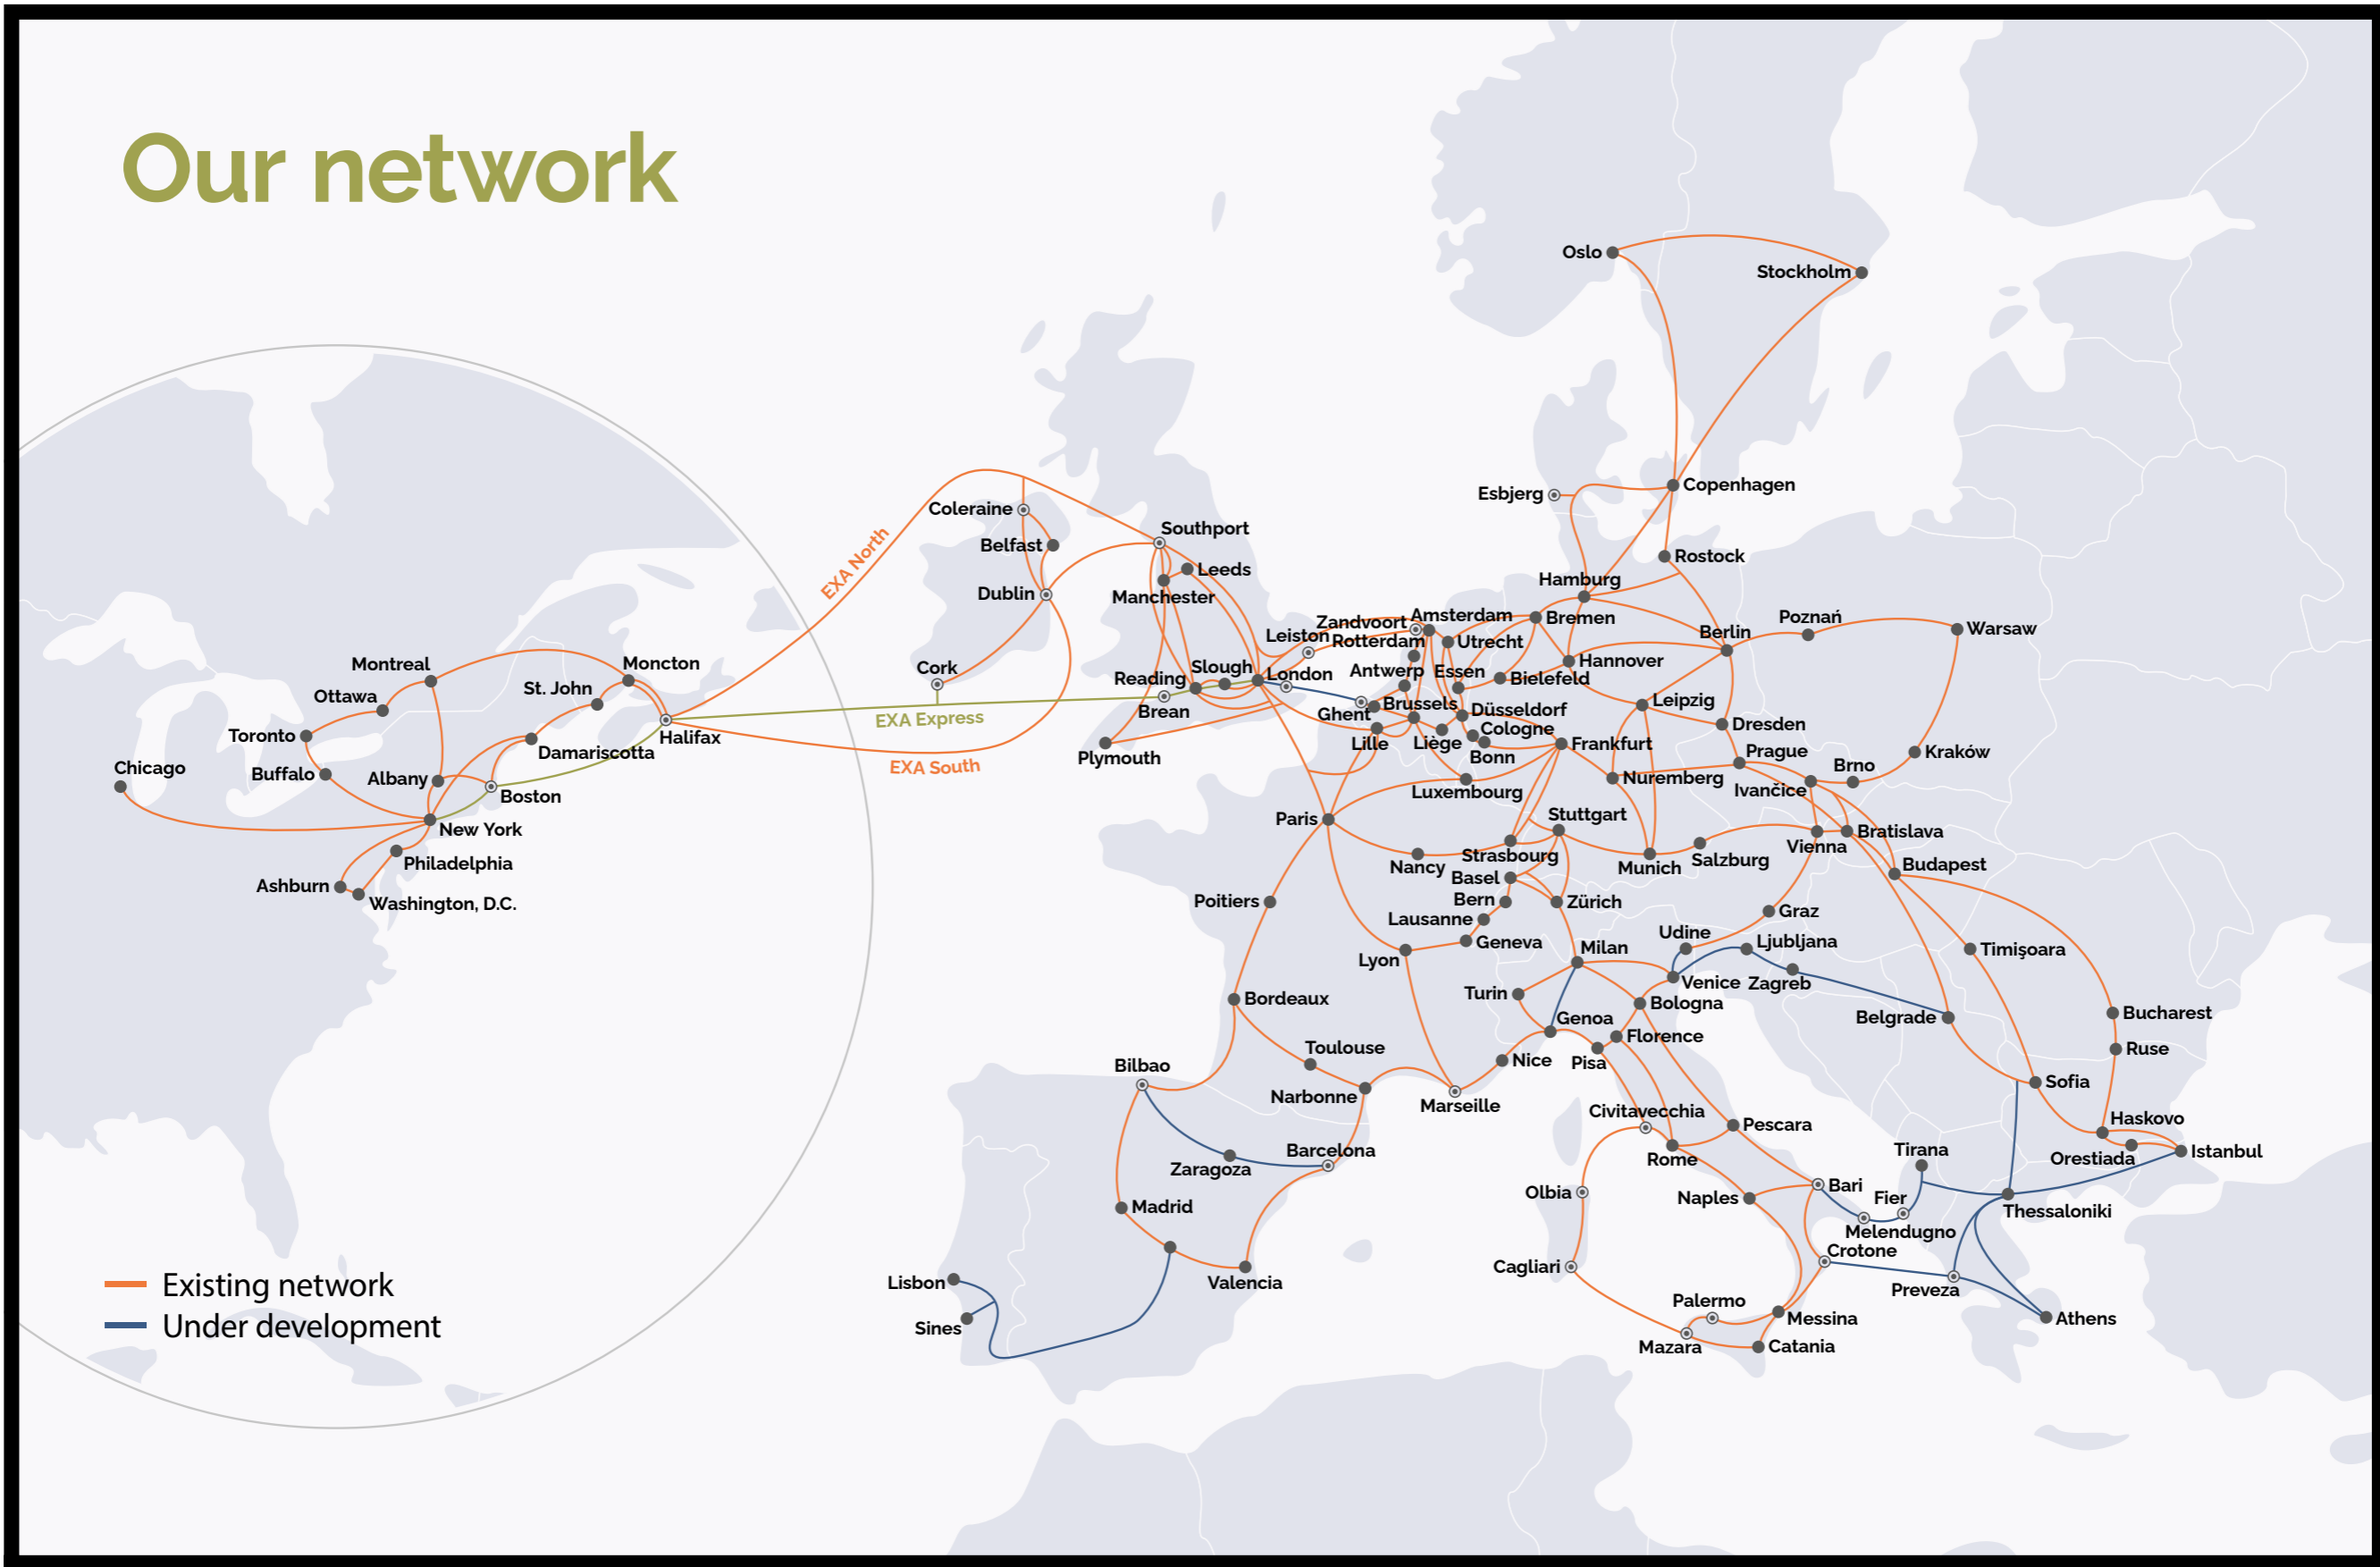 Our network
Oslo
Stockholm
Esbjerg
Copenhagen
Rostock
Hamburg
Coleraine
Southport
Belfast
Leeds
Dublin
Manchester
EXA North
Zandvoort
Amsterdam
Bremen
Poznań
Warsaw
Leiston
Rotterdam
Utrecht
Berlin
Montreal
Moncton
Cork
Reading
Slough
London
Antwerp
Essen
Hannover
Bielefeld
Ottawa
St. John
Brean
EXA Express
Ghent
Brussels
Düsseldorf
Leipzig
Toronto
Damariscotta
Halifax
EXA South
Plymouth
Lille
Liège
Cologne
Bonn
Frankfurt
Dresden
Prague
Kraków
Chicago
Buffalo
Albany
Boston
Luxembourg
Nuremberg
Ivančice
Brno
New York
Paris
Stuttgart
Bratislava
Philadelphia
Nancy
Strasbourg
Munich
Salzburg
Vienna
Budapest
Ashburn
Washington, D.C.
Poitiers
Basel
Bern
Zürich
Lausanne
Graz
Geneva
Lyon
Milan
Udine
Ljubljana
Timişoara
Turin
Venice
Zagreb
Bordeaux
Bologna
Genoa
Belgrade
Bucharest
Toulouse
Florence
Nice
Pisa
Ruse
Bilbao
Narbonne
Marseille
Sofia
Civitavecchia
Pescara
Haskovo
Zaragoza
Barcelona
Rome
Tirana
Orestiada
Istanbul
Olbia
Naples
Bari
Fier
Madrid
Melendugno
Thessaloniki
Crotone
Cagliari
Valencia
Lisbon
Preveza
Existing network
Palermo
Sines
Messina
Athens
Under development
Mazara
Catania